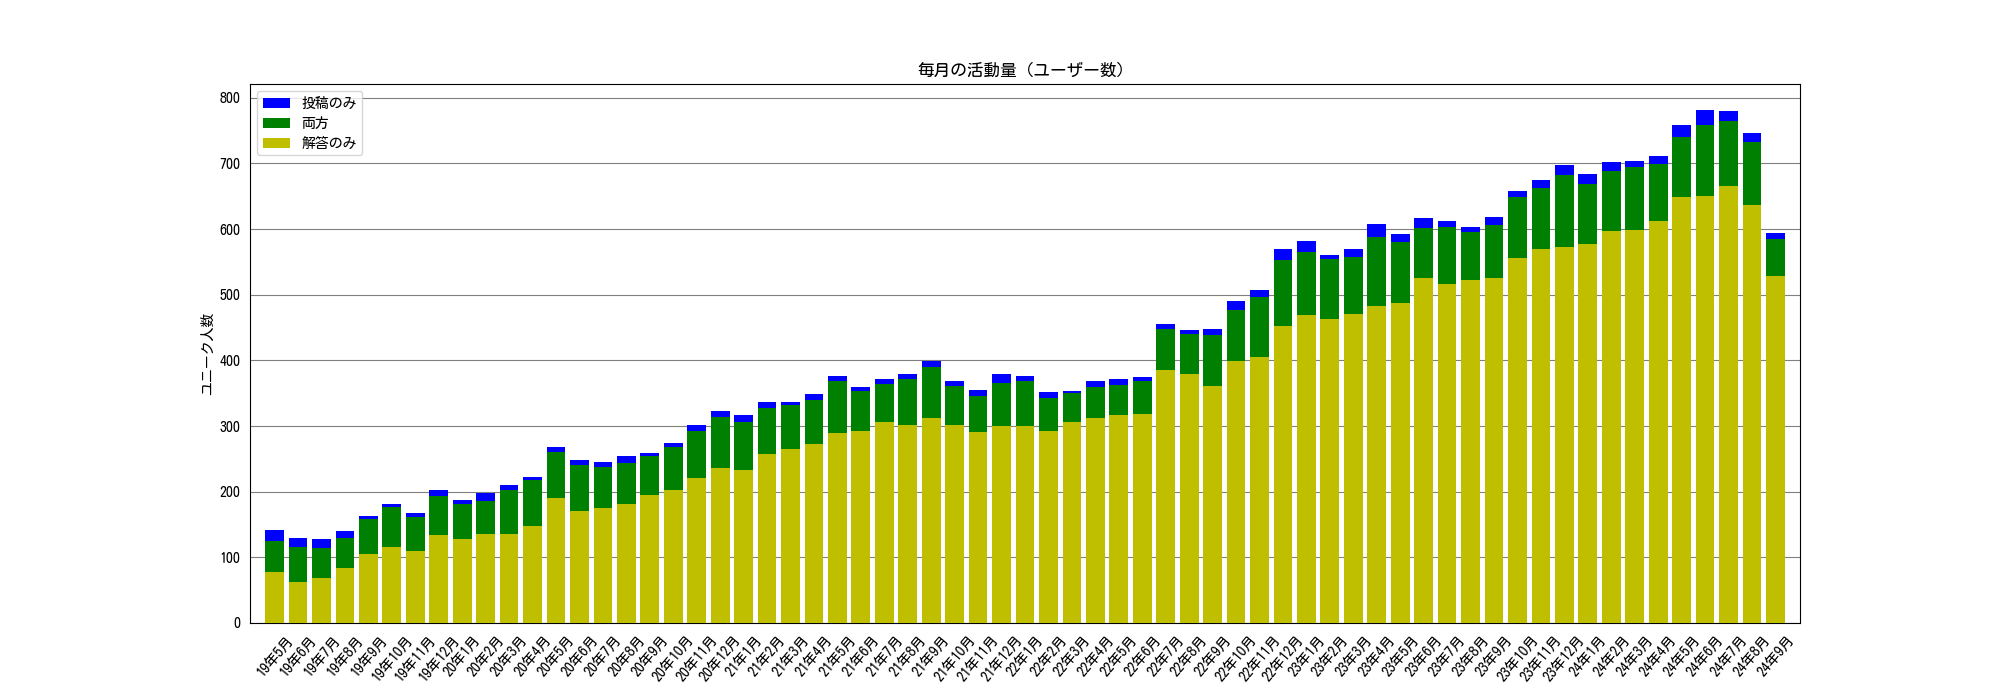 毎月の活動量（ユーザー数）
投稿のみ
両方
解答のみ
ユニーク人数
800
700
600
500
400
300
200
100
0
19年5月
19年6月
19年7月
19年8月
19年9月
19年10月
19年11月
19年12月
20年1月
20年2月
20年3月
20年4月
20年5月
20年6月
20年7月
20年8月
20年9月
20年10月
20年11月
20年12月
21年1月
21年2月
21年3月
21年4月
21年5月
21年6月
21年7月
21年8月
21年9月
21年10月
21年11月
21年12月
22年1月
22年2月
22年3月
22年4月
22年5月
22年6月
22年7月
22年8月
22年9月
22年10月
22年11月
22年12月
23年1月
23年2月
23年3月
23年4月
23年5月
23年6月
23年7月
23年8月
23年9月
23年10月
23年11月
23年12月
24年1月
24年2月
24年3月
24年4月
24年5月
24年6月
24年7月
24年8月
24年9月